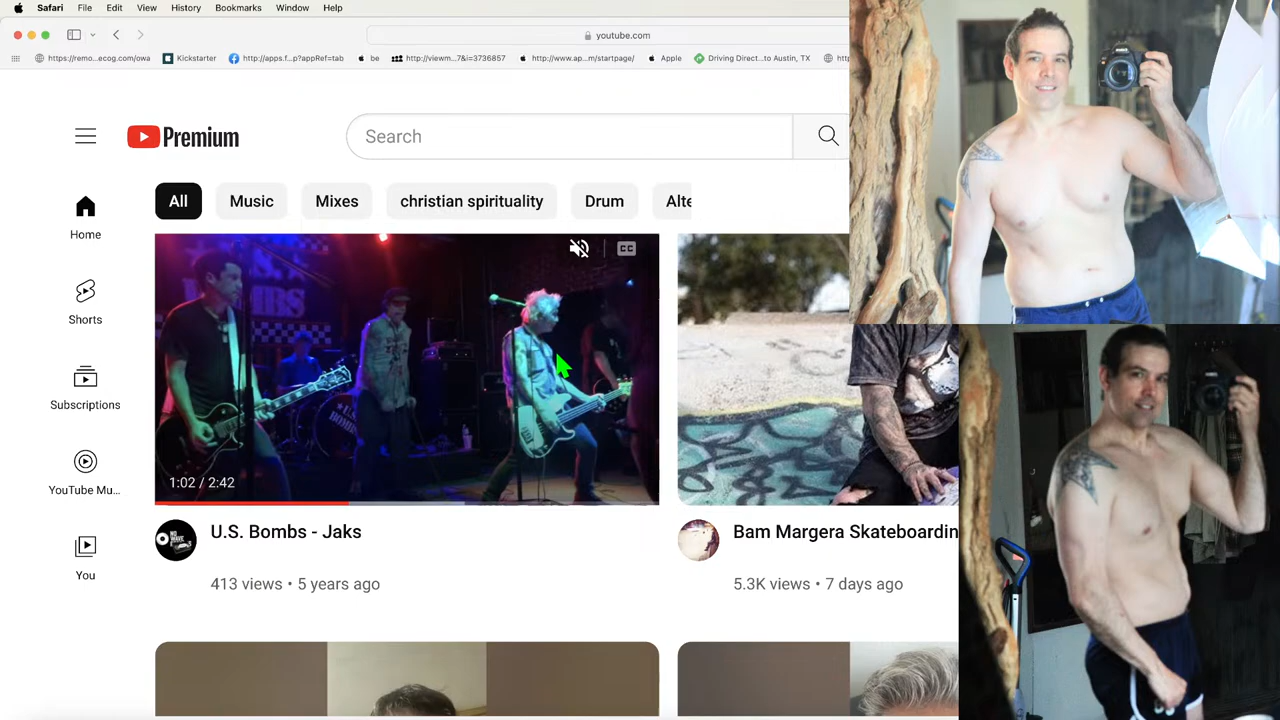 Safari File Edit View History Bookmarks Window Help
youtube.com
https://remo...ecog.com/owa Kickstarter http://apps.f...p?appRef=tab be http://viewm...7&i=3736857 http://www.ap...m/startpage/ Apple Driving Direct...to Austin, TX
Premium
Search
All Music Mixes christian spirituality Drum Alte
Home
Shorts
Subscriptions
YouTube Mu...
You
CC
U.S. BOMBS
1:02 / 2:42
U.S. Bombs - Jaks
413 views • 5 years ago
Bam Margera Skateboardin
5.3K views • 7 days ago